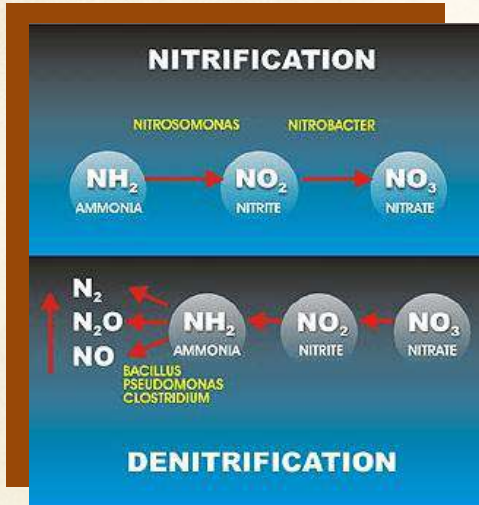 NITRIFICATION
NITROSOMONAS NITROBACTER
NH₂ NO₂ NO₃
AMMONIA NITRITE NITRATE
N₂
N₂O NH₂ NO₂ NO₃
NO AMMONIA NITRITE NITRATE
BACILLUS
PSEUDOMONAS
CLOSTRIDIUM
DENITRIFICATION